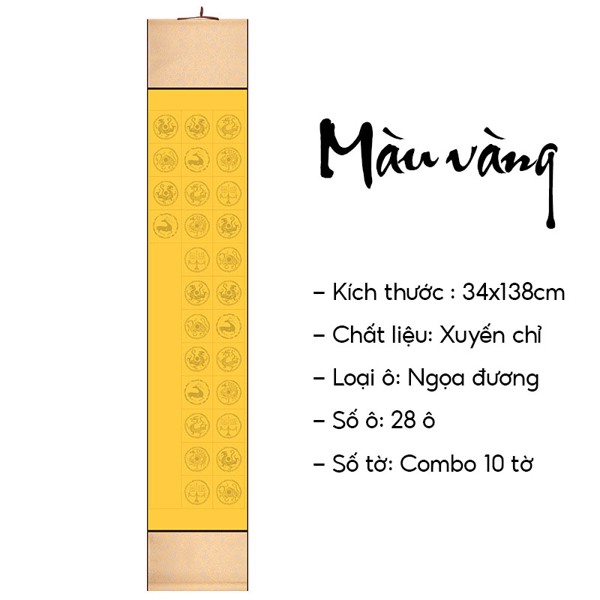 Màu vàng
- Kích thước : 34x138cm
- Chất liệu: Xuyến chỉ
- Loại ô: Ngọa đương
- Số ô: 28 ô
- Số tờ: Combo 10 tờ